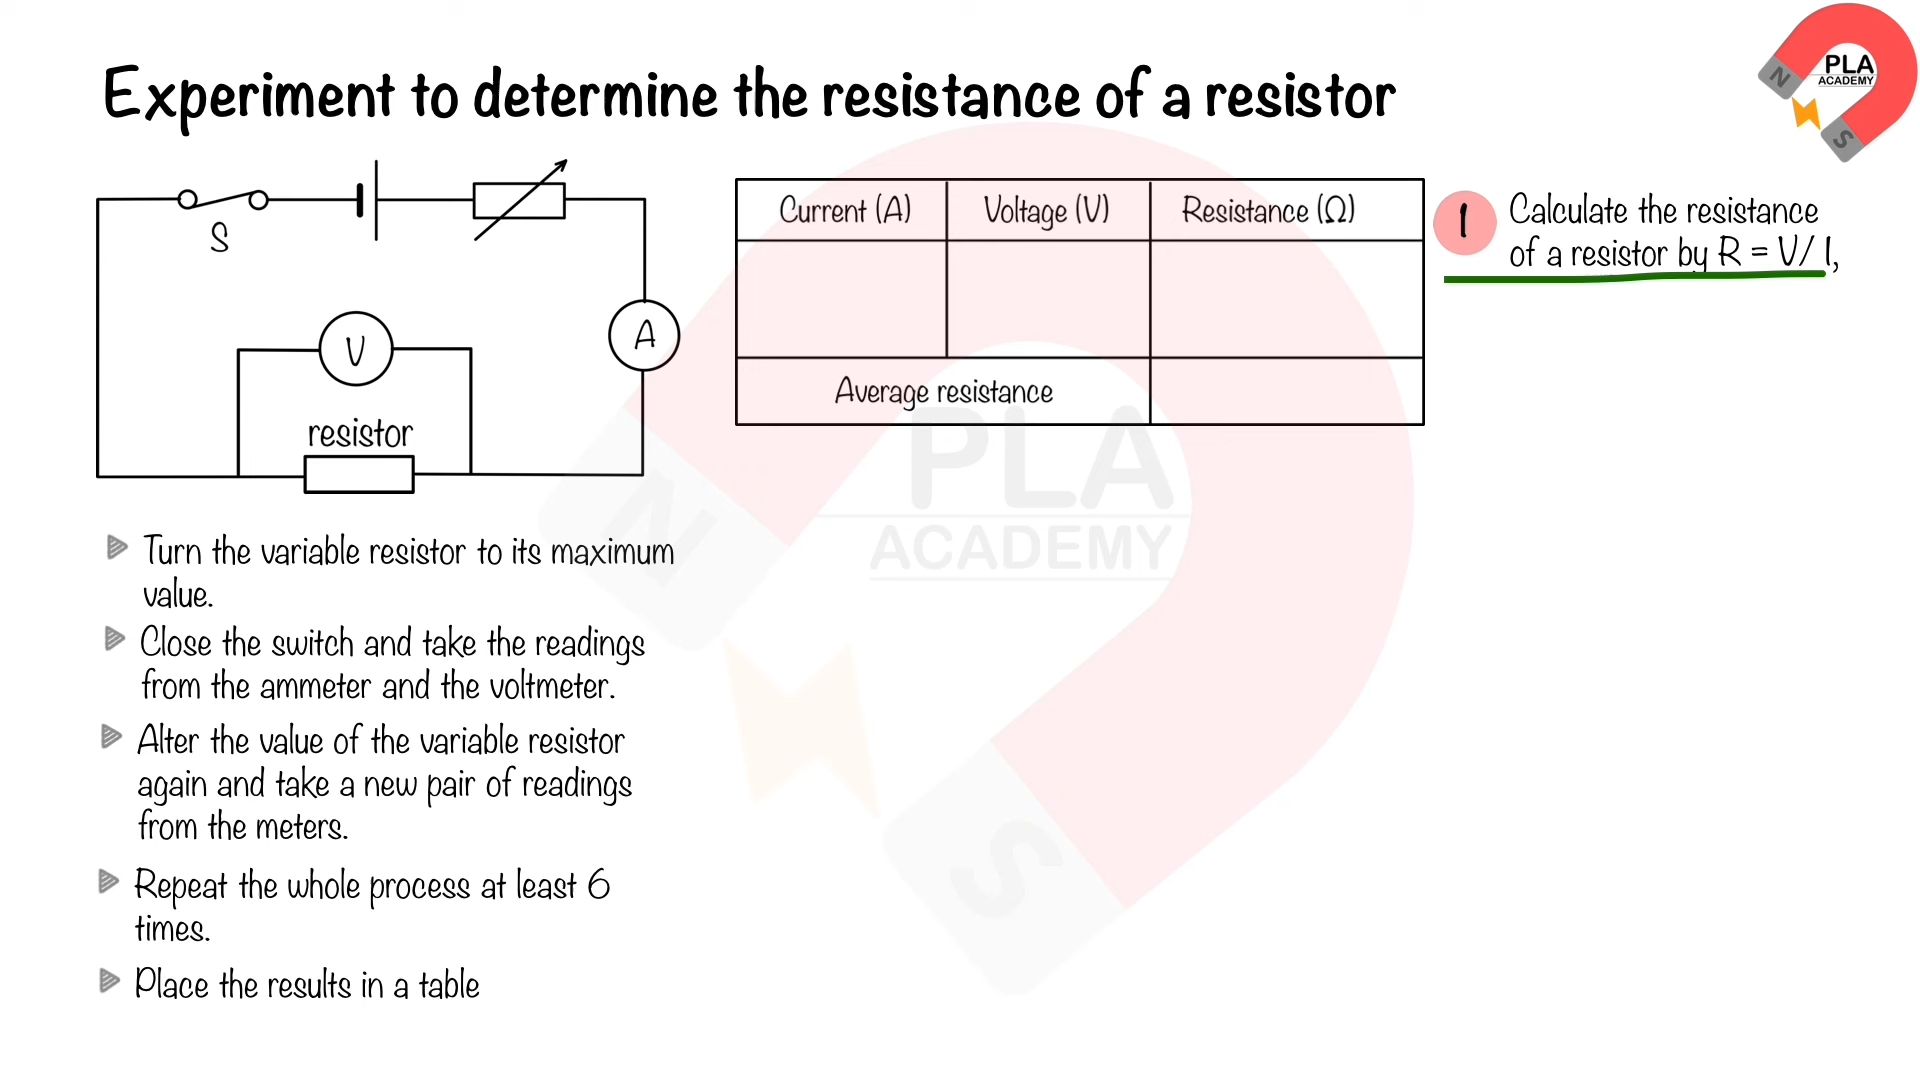 Experiment to determine the resistance of a resistor
N
PLA
ACADEMY
S
S
V
A
resistor
Current (A) Voltage (V) Resistance (Ω)
Average resistance
1 Calculate the resistance
of a resistor by R = V/ I,
Turn the variable resistor to its maximum
value.
Close the switch and take the readings
from the ammeter and the voltmeter.
Alter the value of the variable resistor
again and take a new pair of readings
from the meters.
Repeat the whole process at least 6
times.
Place the results in a table
N
PLA
ACADEMY
S